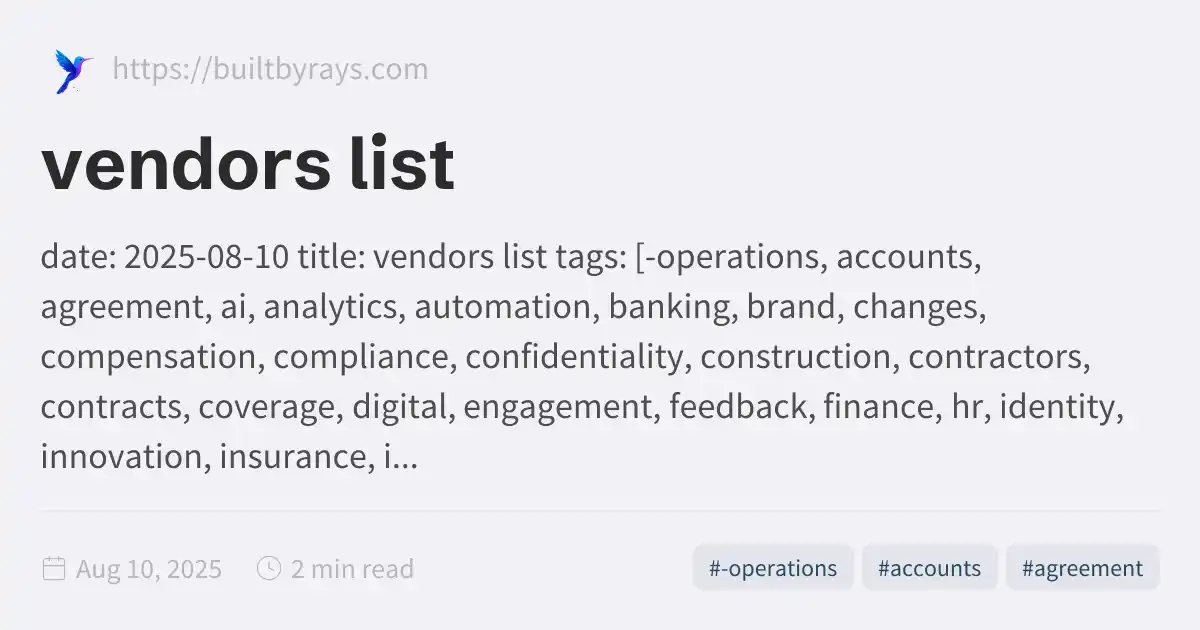 https://builtbyrays.com
vendors list
date: 2025-08-10 title: vendors list tags: [-operations, accounts,
agreement, ai, analytics, automation, banking, brand, changes,
compensation, compliance, confidentiality, construction, contractors,
contracts, coverage, digital, engagement, feedback, finance, hr, identity,
innovation, insurance, i...
Aug 10, 2025 2 min read #-operations #accounts #agreement